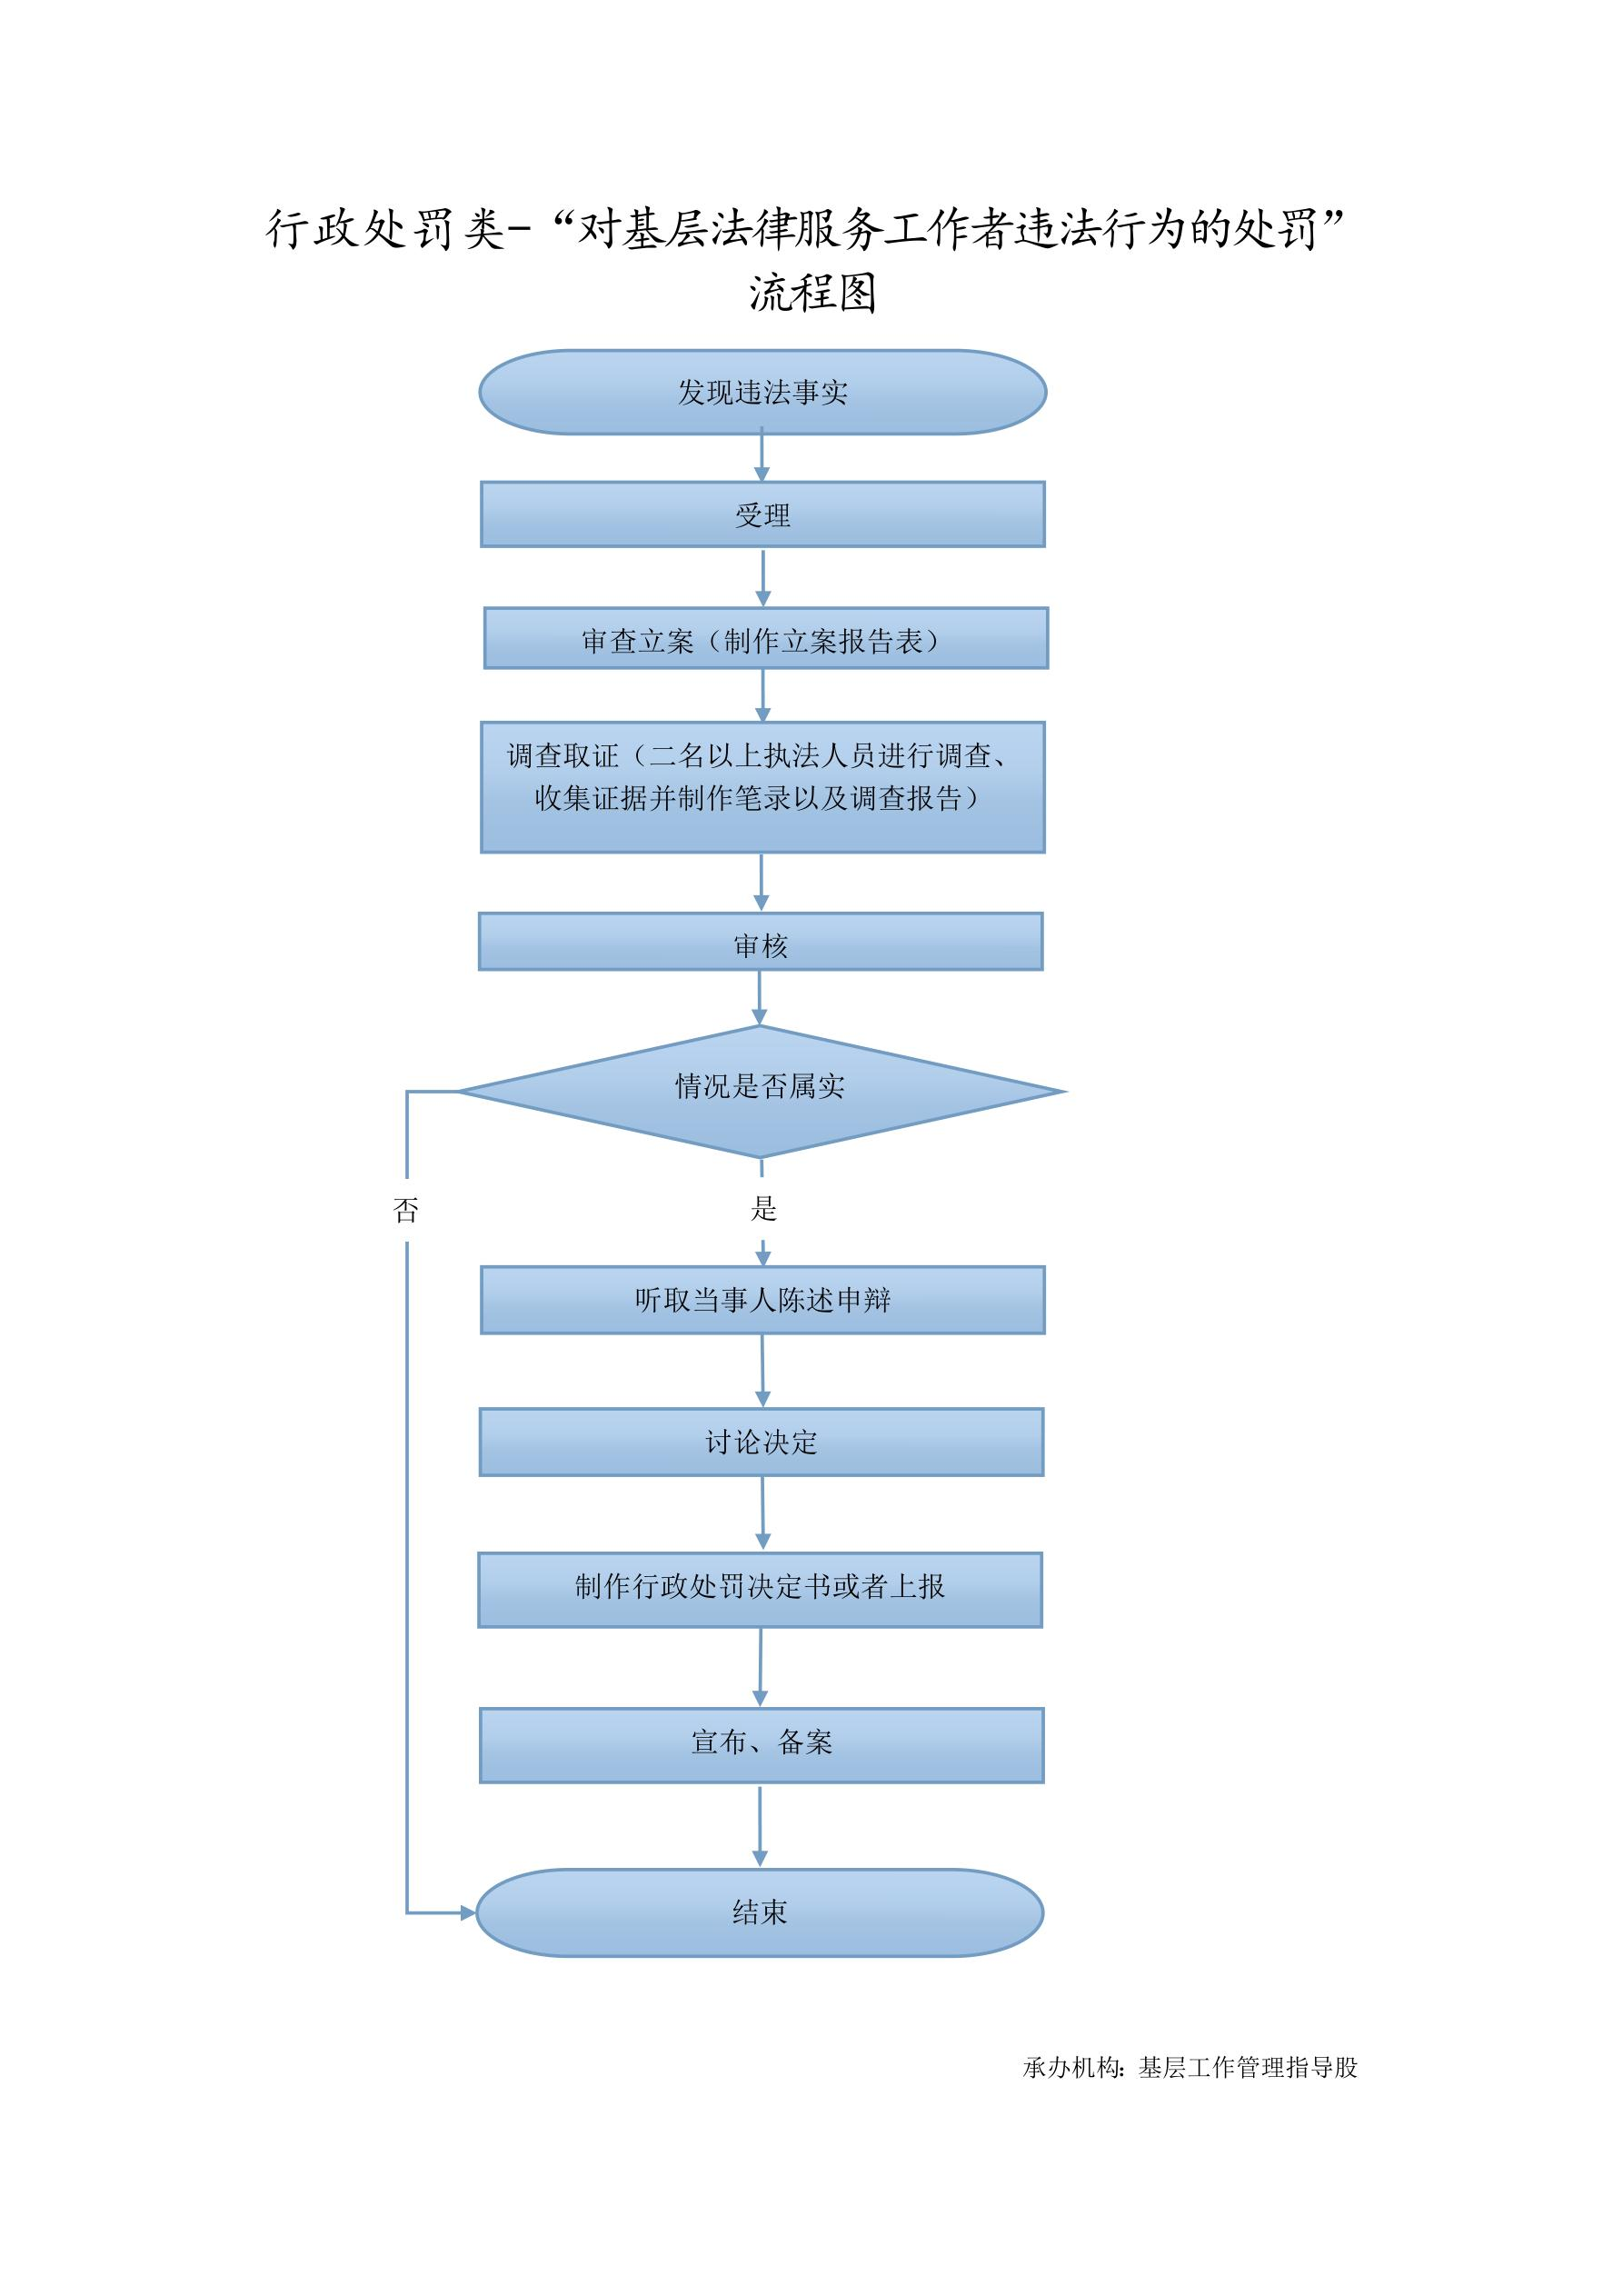 行政处罚类-“对基层法律服务工作者违法行为的处罚”
流程图
发现违法事实
受理
审查立案（制作立案报告表）
调查取证（二名以上执法人员进行调查、
收集证据并制作笔录以及调查报告）
审核
情况是否属实
否
是
听取当事人陈述申辩
讨论决定
制作行政处罚决定书或者上报
宣布、备案
结束
承办机构：基层工作管理指导股